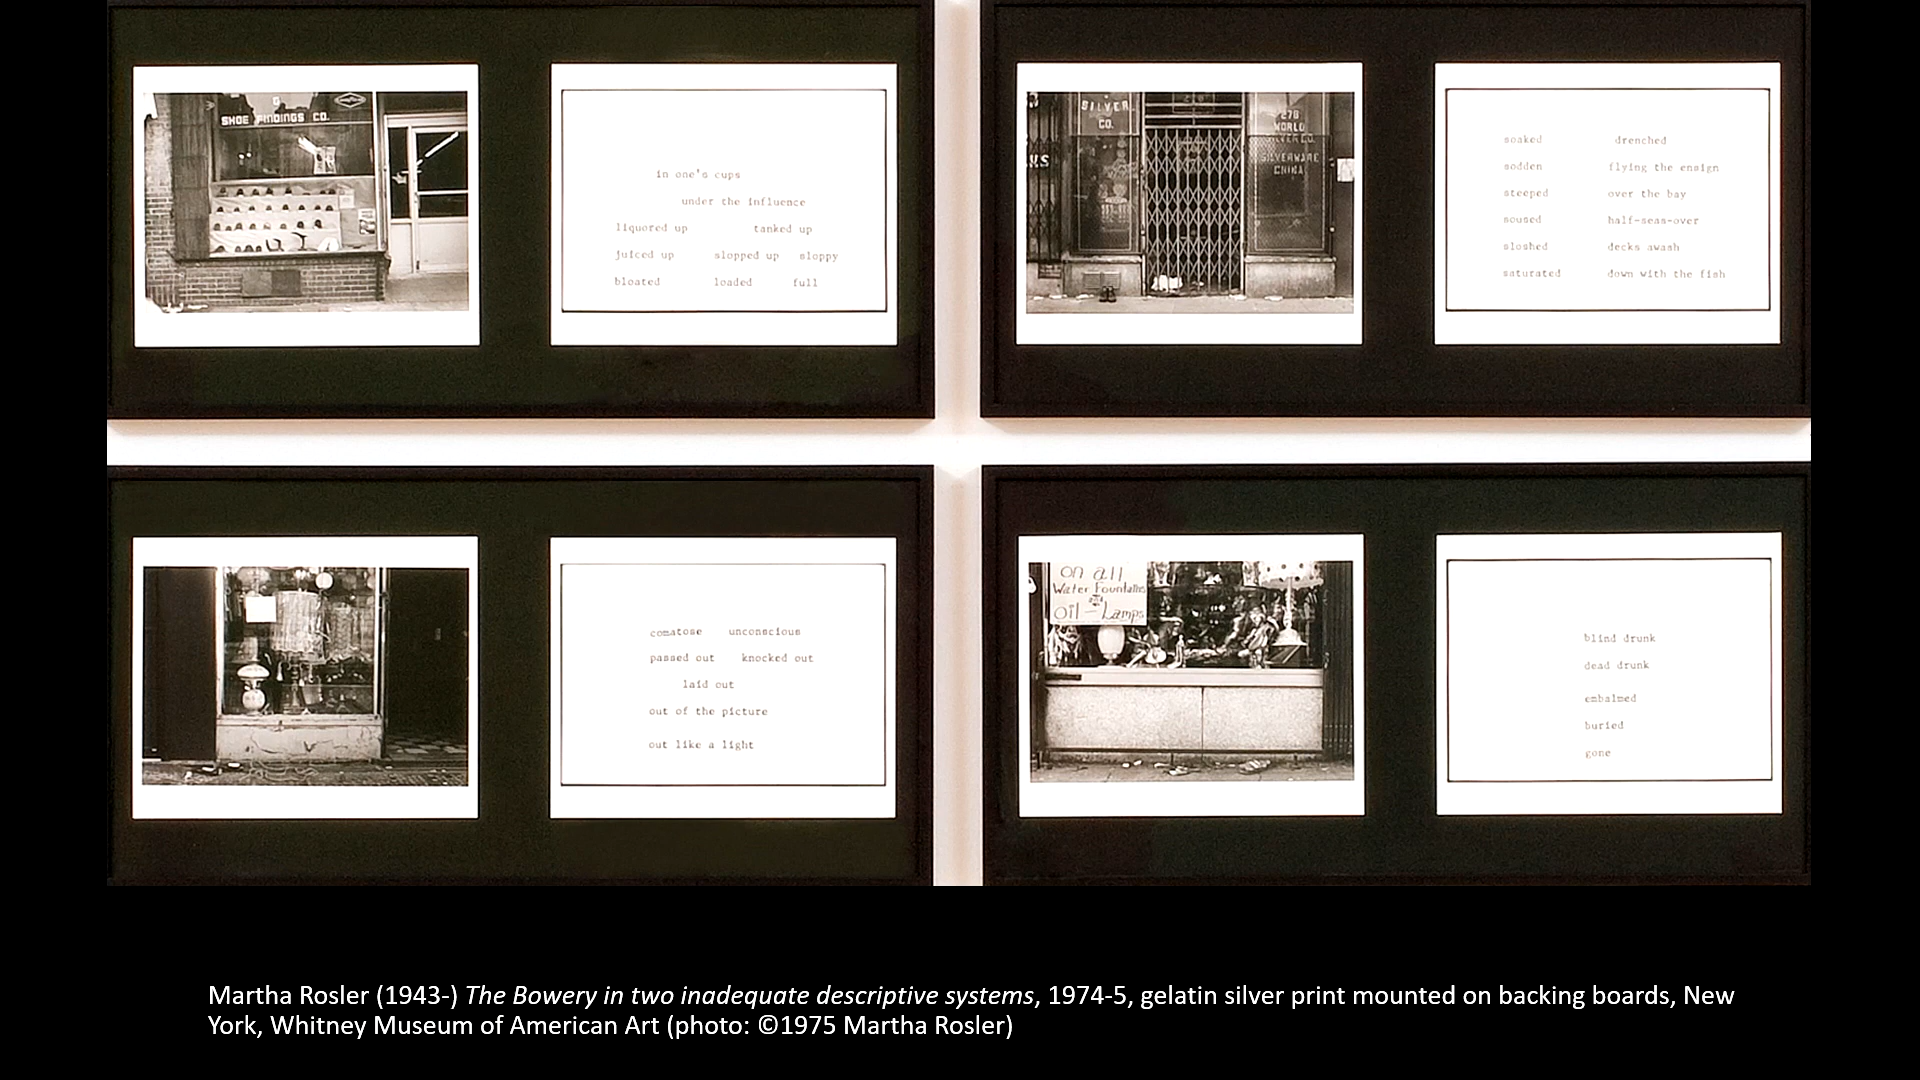 SHOE FINDINGS CO.
in one's cups
under the influence
liquored up tanked up
juiced up slopped up sloppy
bloated loaded full
SILVER
CO.
278
WORLD
SILVER CO.
SILVERWARE
CHINA
soaked drenched
sodden flying the ensign
steeped over the bay
soused half-seas-over
sloshed decks awash
saturated down with the fish
comatose unconscious
passed out knocked out
laid out
out of the picture
out like a light
on all
Water Fountains
Oil - Lamps
blind drunk
dead drunk
embalmed
buried
gone
Martha Rosler (1943-) The Bowery in two inadequate descriptive systems, 1974-5, gelatin silver print mounted on backing boards, New
York, Whitney Museum of American Art (photo: ©1975 Martha Rosler)